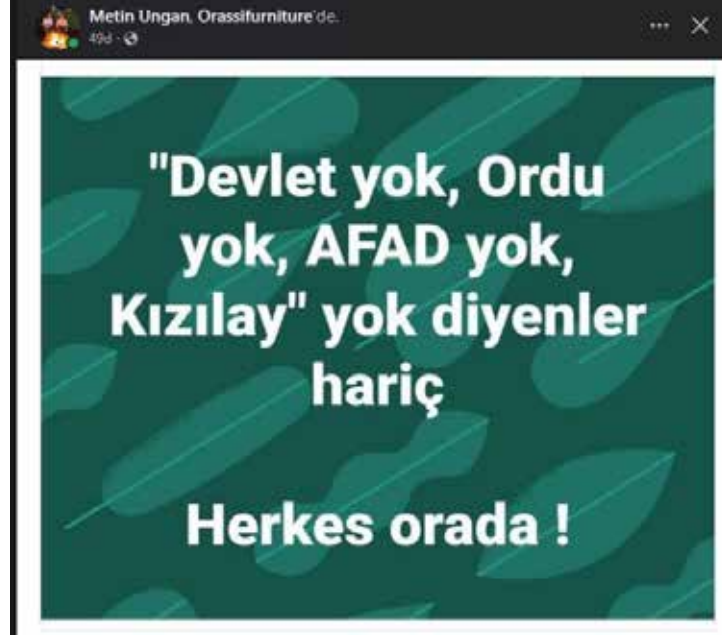 Metin Ungan, Orassifurniture'de.
49d
"Devlet yok, Ordu
yok, AFAD yok,
Kızılay" yok diyenler
hariç
Herkes orada !